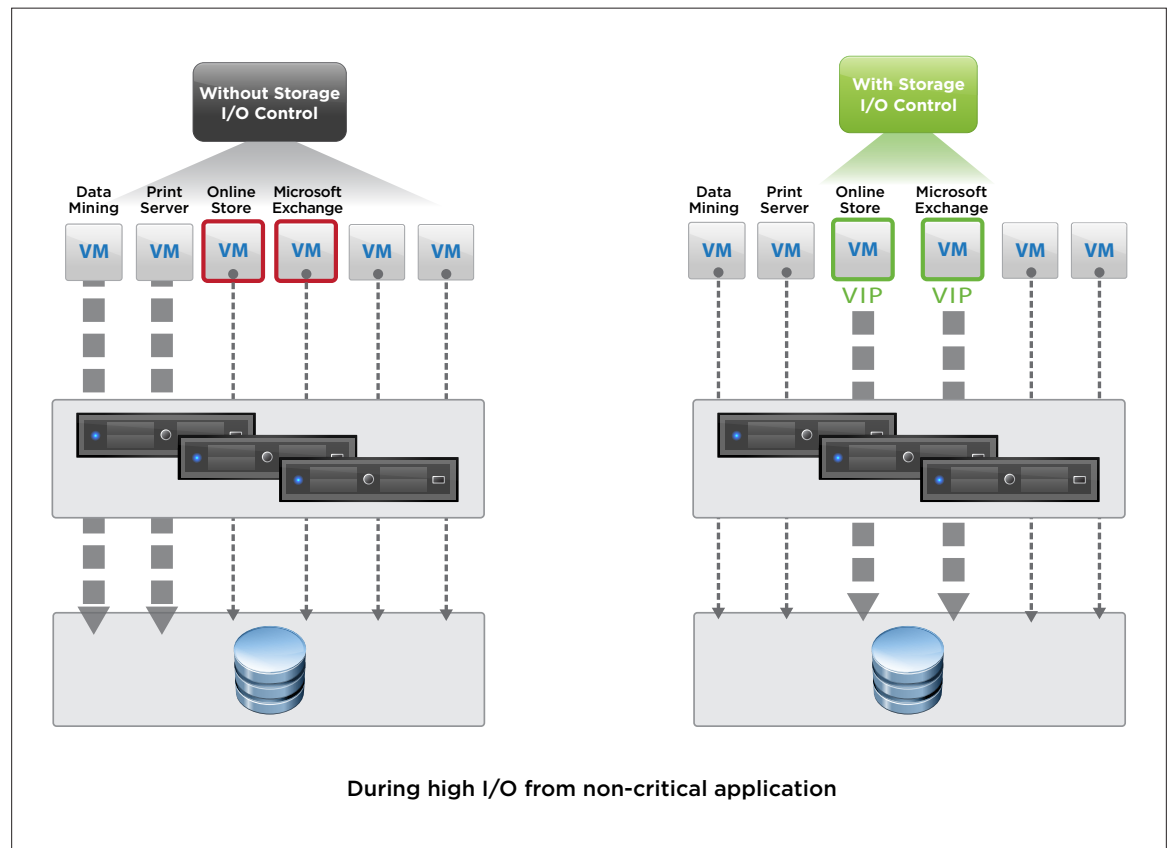 Without Storage
I/O Control
Data
Mining
Print
Server
Online
Store
Microsoft
Exchange
VM
VM
VM
VM
VM
VM
With Storage
I/O Control
Data
Mining
Print
Server
Online
Store
Microsoft
Exchange
VM
VM
VM
VM
VM
VM
VIP
VIP
During high I/O from non-critical application